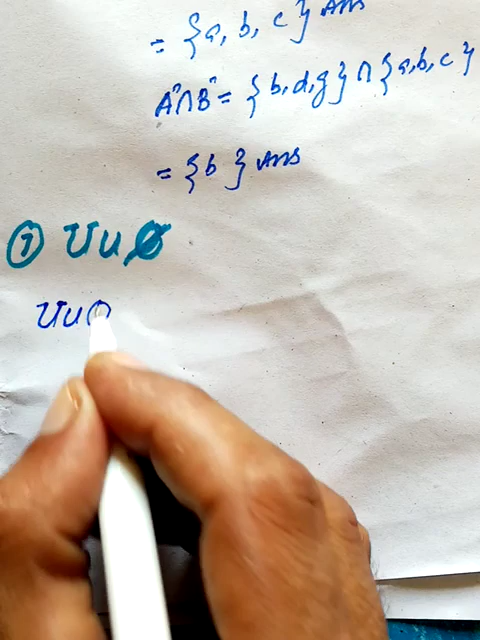 = {a, b, c} Ans
A''∩B'' = {b, d, g} ∩ {a, b, c}
= {b} Ans
⑦ U ∪ ∅
U ∪